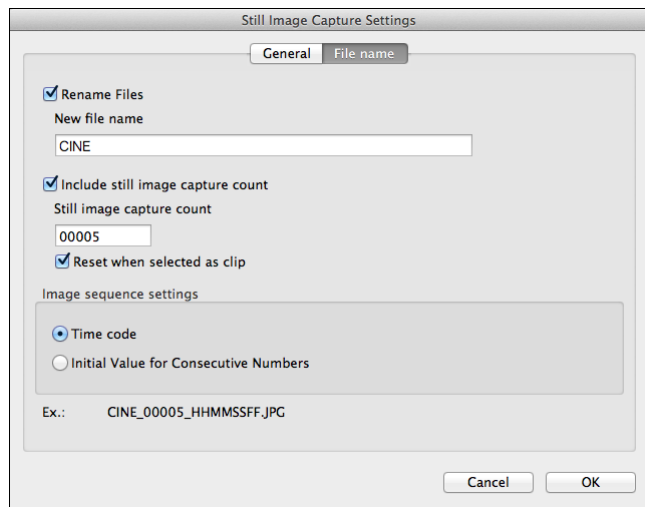 Still Image Capture Settings
General File name
Rename Files
New file name
CINE
Include still image capture count
Still image capture count
00005
Reset when selected as clip
Image sequence settings
Time code
Initial Value for Consecutive Numbers
Ex.: CINE_00005_HHMMSSFF.JPG
Cancel OK